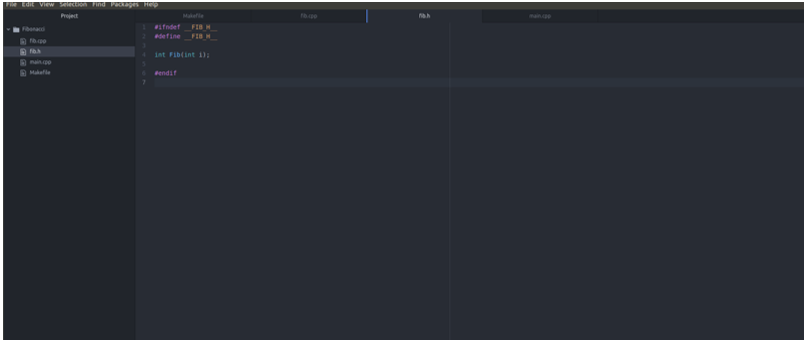 File Edit View Selection Find Packages Help
Project
Makefile fib.cpp fib.h main.cpp
Fibonacci
fib.cpp
fib.h
main.cpp
Makefile
1 #ifndef __FIB_H__
2 #define __FIB_H__
3
4 int Fib(int i);
5
6 #endif
7